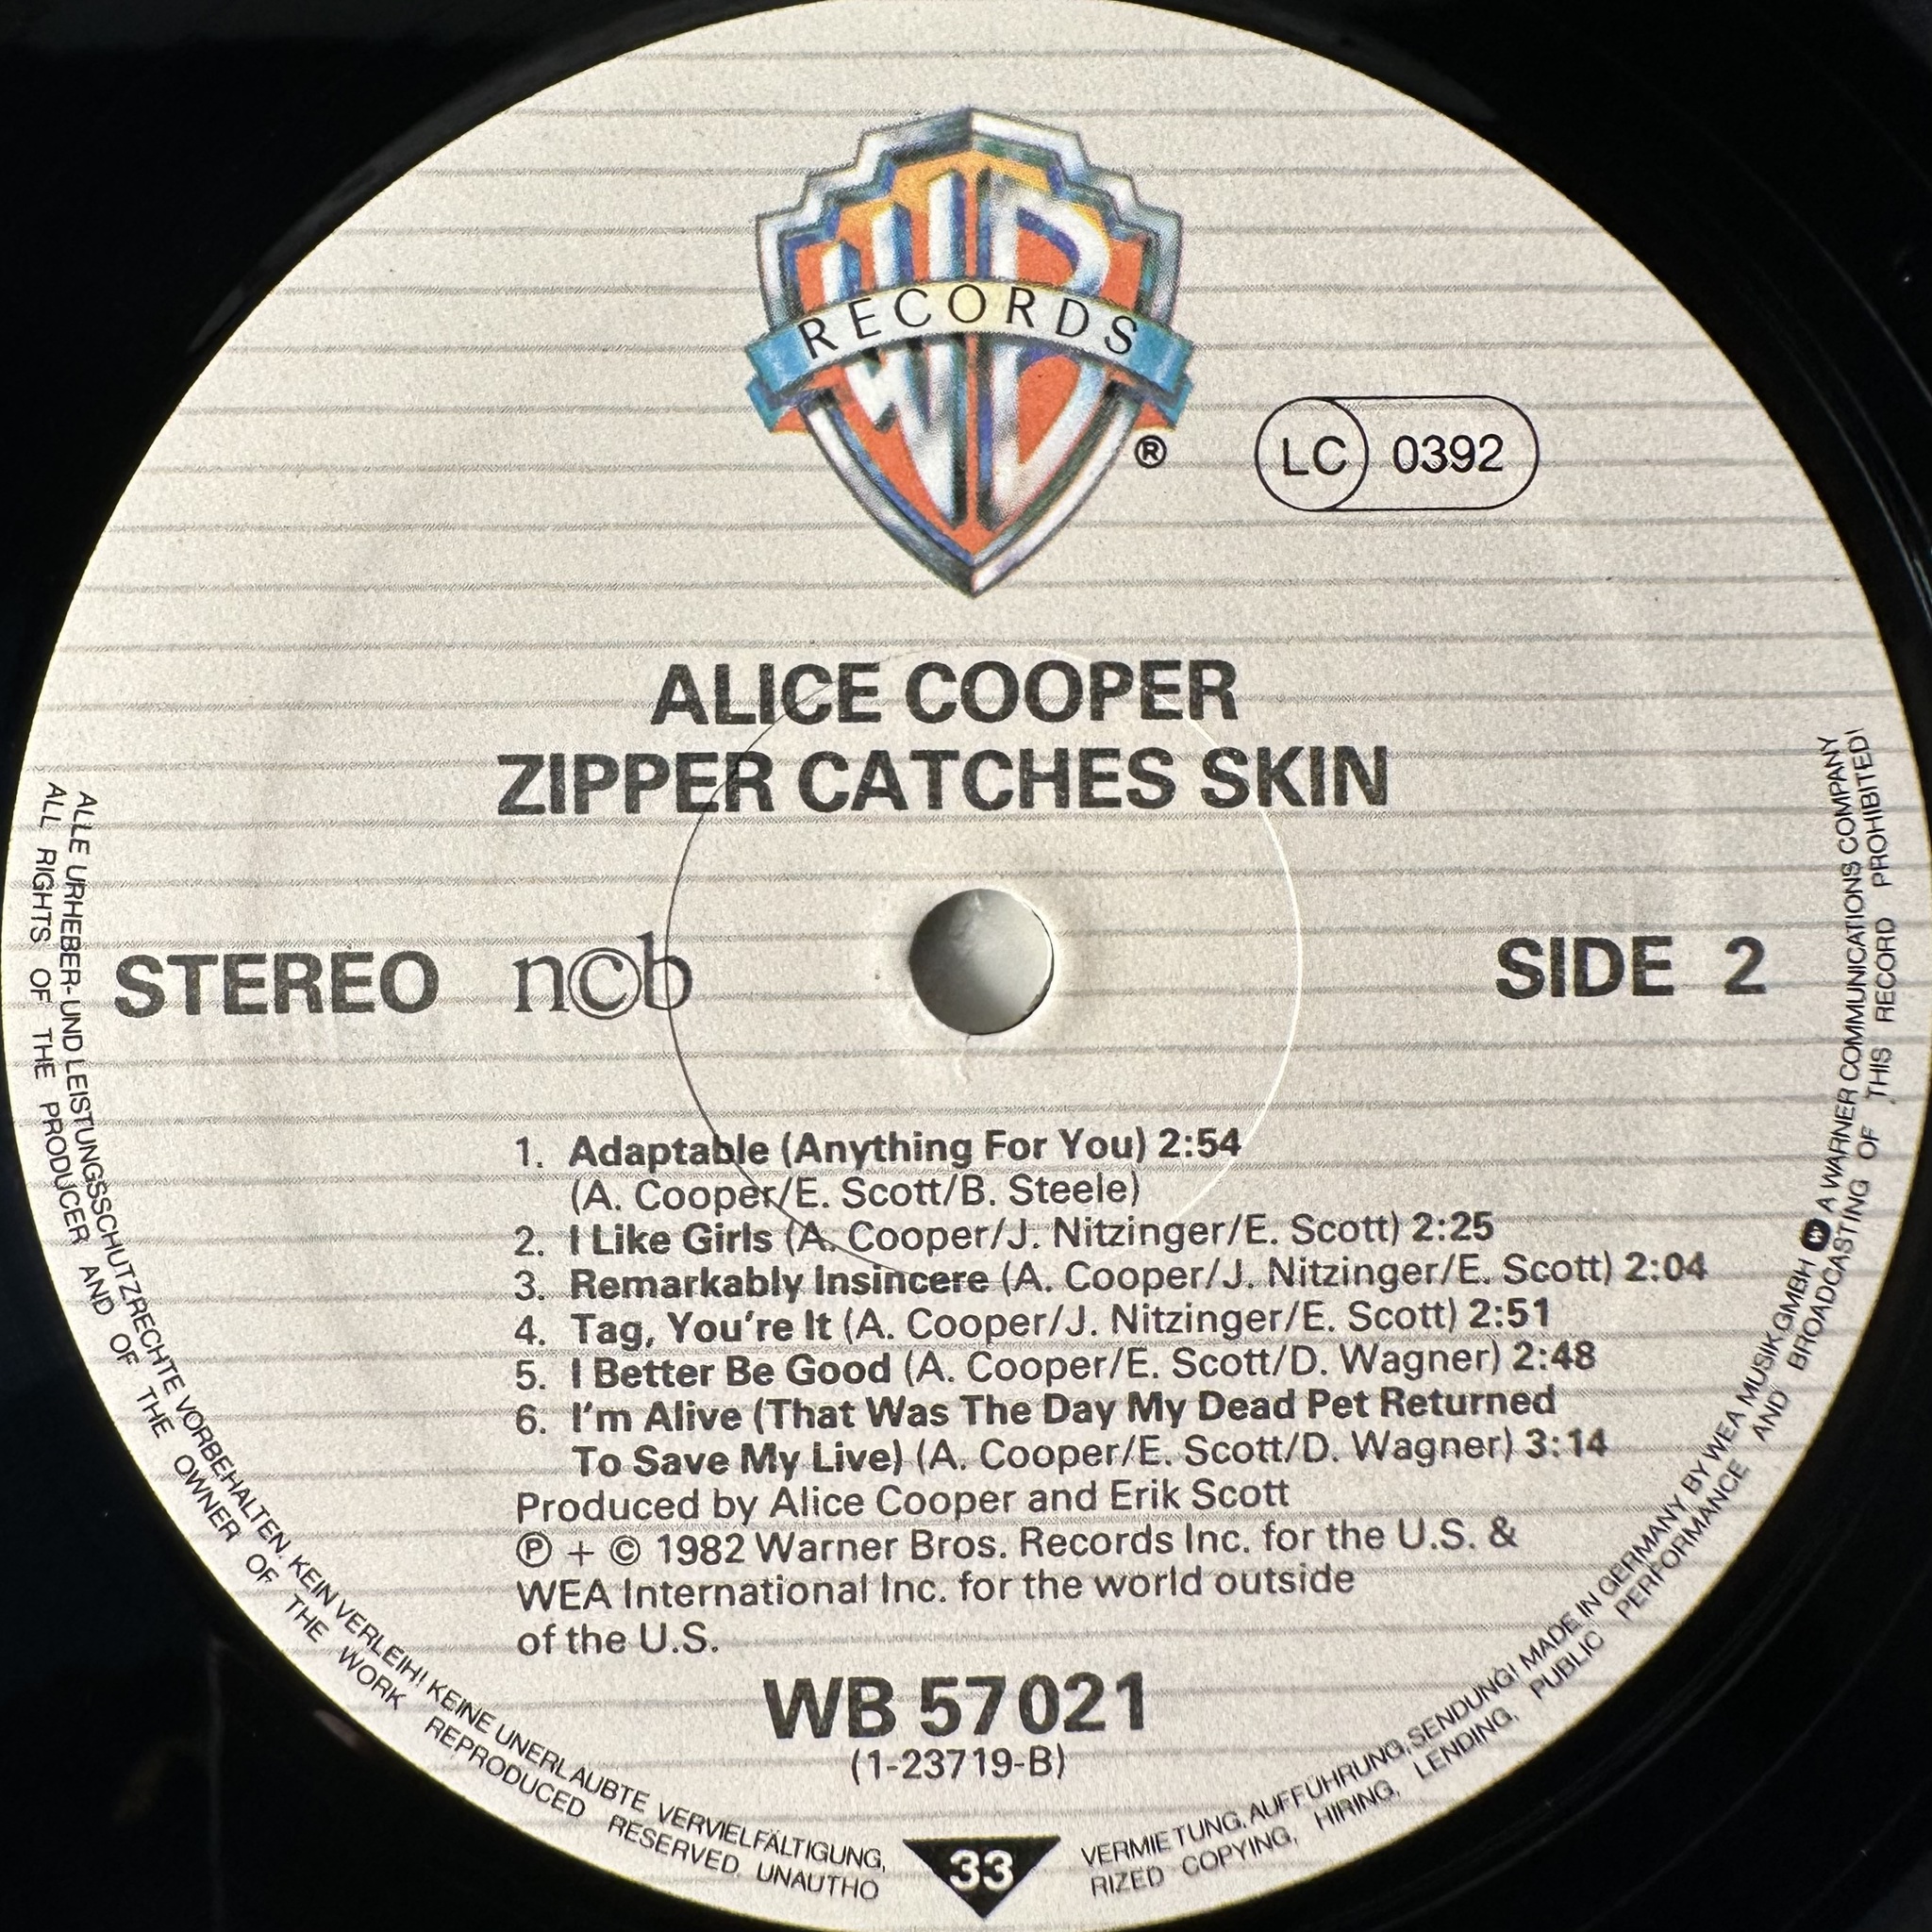 WB
RECORDS
®
LC 0392
ALICE COOPER
ZIPPER CATCHES SKIN
STEREO n©b SIDE 2
1. Adaptable (Anything For You) 2:54
(A. Cooper/E. Scott/B. Steele)
2. I Like Girls (A. Cooper/J. Nitzinger/E. Scott) 2:25
3. Remarkably Insincere (A. Cooper/J. Nitzinger/E. Scott) 2:04
4. Tag, You're It (A. Cooper/J. Nitzinger/E. Scott) 2:51
5. I Better Be Good (A. Cooper/E. Scott/D. Wagner) 2:48
6. I'm Alive (That Was The Day My Dead Pet Returned
To Save My Live) (A. Cooper/E. Scott/D. Wagner) 3:14
Produced by Alice Cooper and Erik Scott
℗ + © 1982 Warner Bros. Records Inc. for the U.S. &
WEA International Inc. for the world outside
of the U.S.
WB 57021
(1-23719-B)
33
ALLE URHEBER- UND LEISTUNGSSCHUTZRECHTE VORBEHALTEN. KEIN VERLEIH! KEINE UNERLAUBTE VERVIELFÄLTIGUNG, VERMIETUNG, AUFFÜHRUNG, SENDUNG! MADE IN GERMANY BY WEA MUSIK GMBH A WARNER COMMUNICATIONS COMPANY
ALL RIGHTS OF THE PRODUCER AND OF THE OWNER OF THE WORK REPRODUCED RESERVED. UNAUTHORIZED COPYING, HIRING, LENDING, PUBLIC PERFORMANCE AND BROADCASTING OF THIS RECORD PROHIBITED!